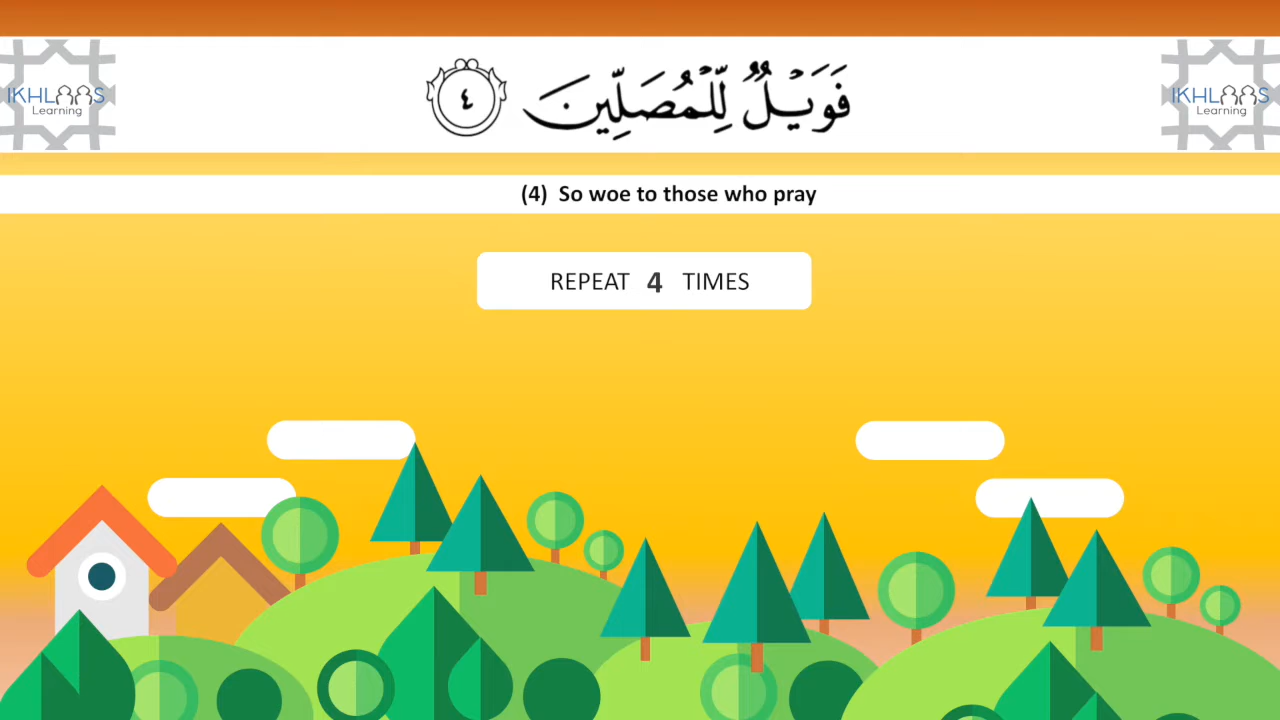 فَوَيْلٌ لِّلْمُصَلِّينَ ٤
IKHLAAS
Learning
IKHLAAS
Learning
(4) So woe to those who pray
REPEAT 4 TIMES